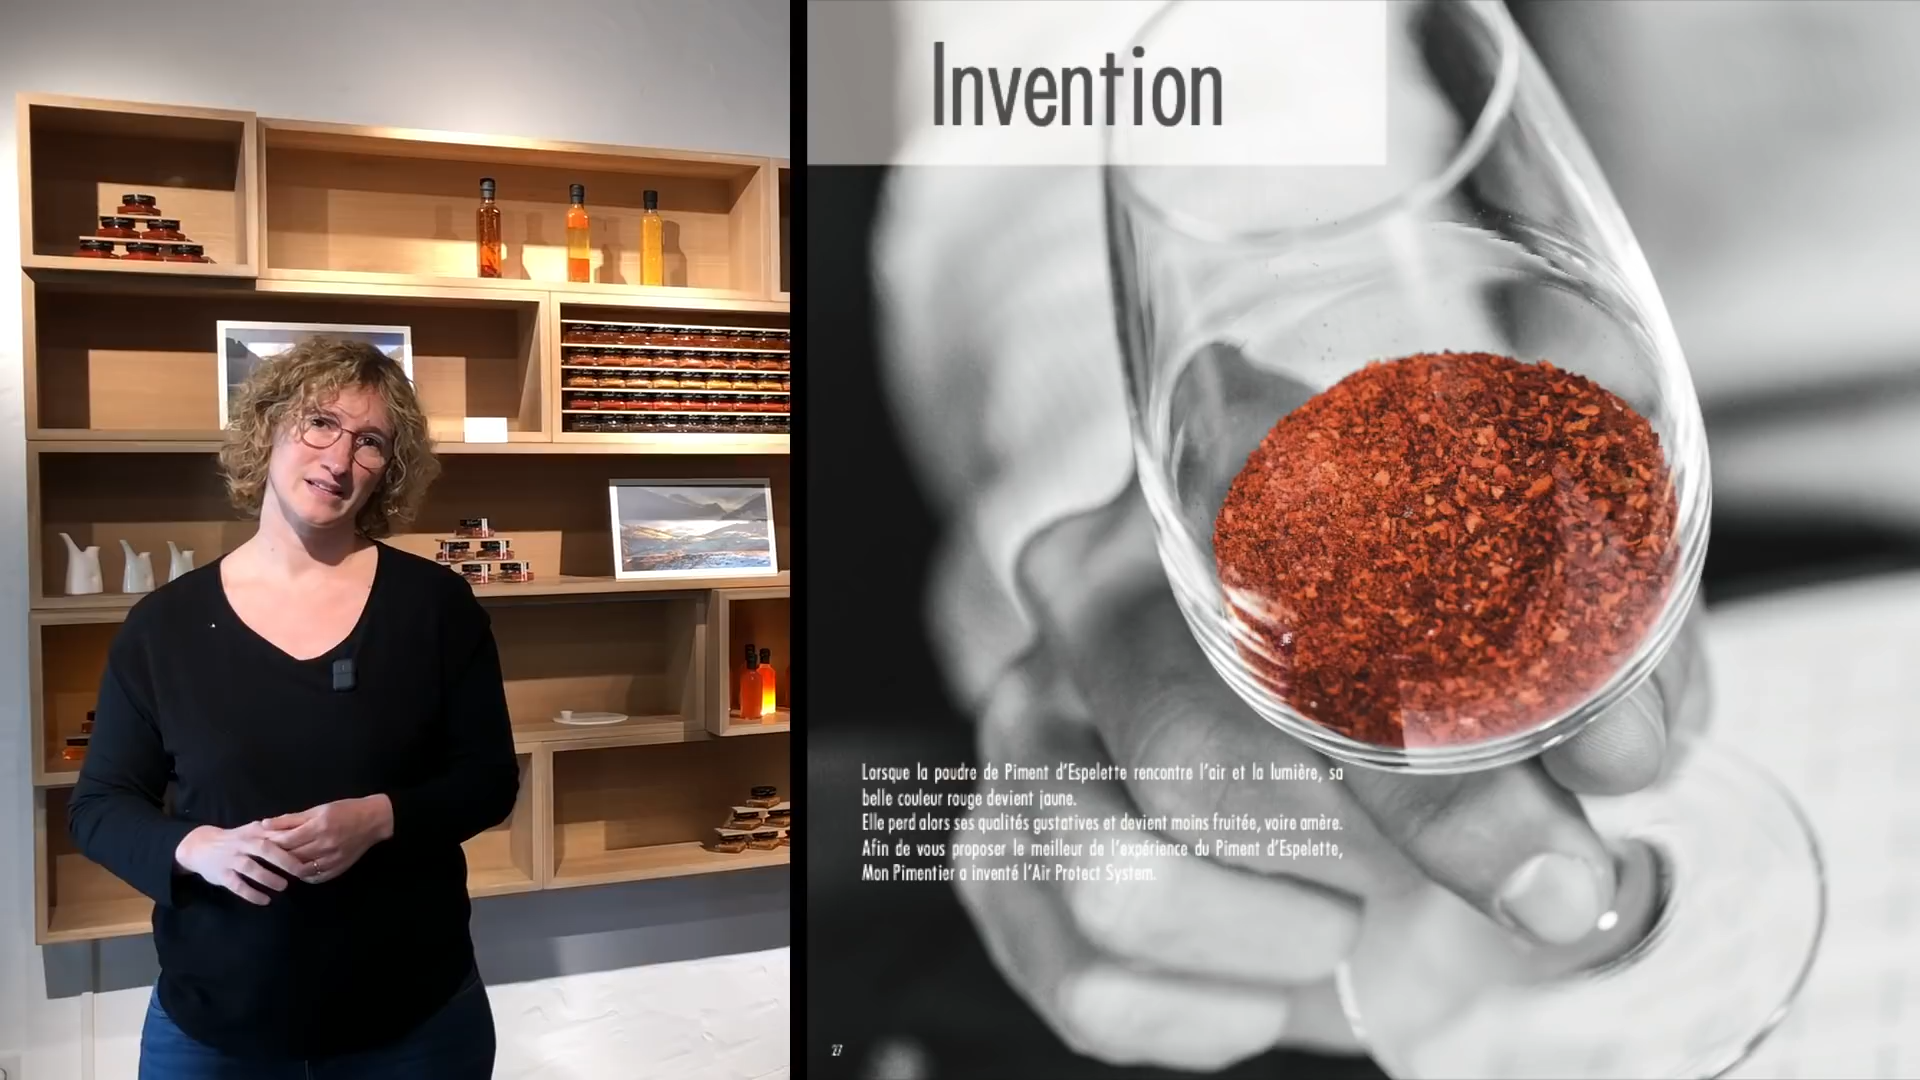 Invention
Lorsque la poudre de Piment d'Espelette rencontre l'air et la lumière, sa
belle couleur rouge devient jaune.
Elle perd alors ses qualités gustatives et devient moins fruitée, voire amère.
Afin de vous proposer le meilleur de l'expérience du Piment d'Espelette,
Mon Pimentier a inventé l'Air Protect System.
27